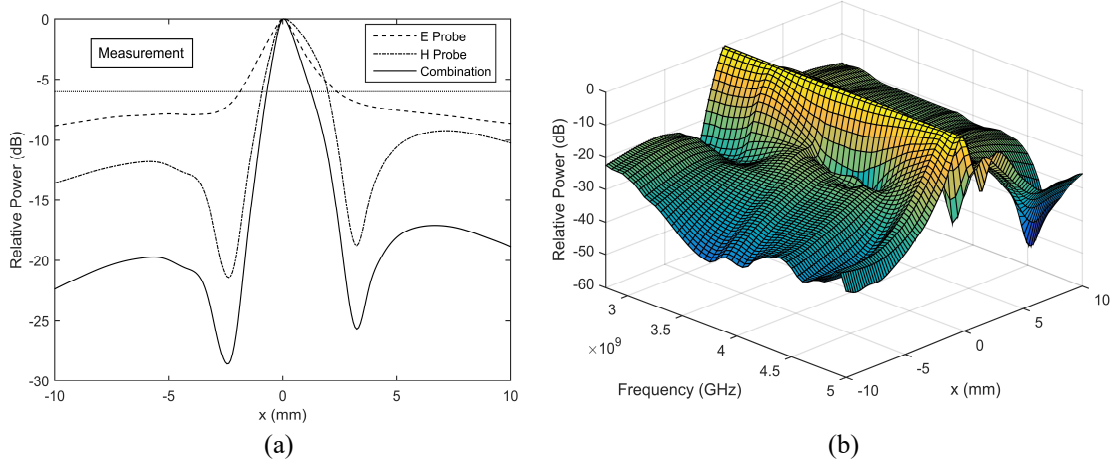 Measurement
E Probe
H Probe
Combination
0
-5
-10
-15
-20
-25
-30
Relative Power (dB)
-10
-5
0
5
10
x (mm)
(a)
0
-10
-20
-30
-40
-50
-60
Relative Power (dB)
3
3.5
4
4.5
5
×10⁹
Frequency (GHz)
-10
-5
0
5
10
x (mm)
(b)